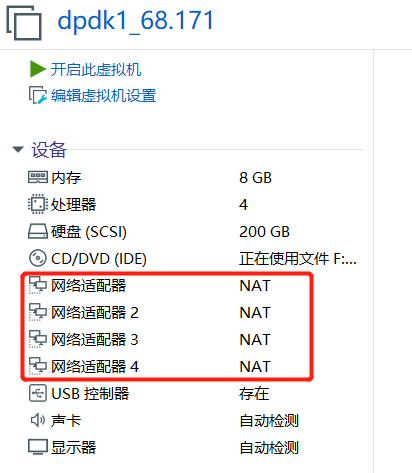 dpdk1_68.171
开启此虚拟机
编辑虚拟机设置
设备
内存 8 GB
处理器 4
硬盘 (SCSI) 200 GB
CD/DVD (IDE) 正在使用文件 F:...
网络适配器 NAT
网络适配器 2 NAT
网络适配器 3 NAT
网络适配器 4 NAT
USB 控制器 存在
声卡 自动检测
显示器 自动检测